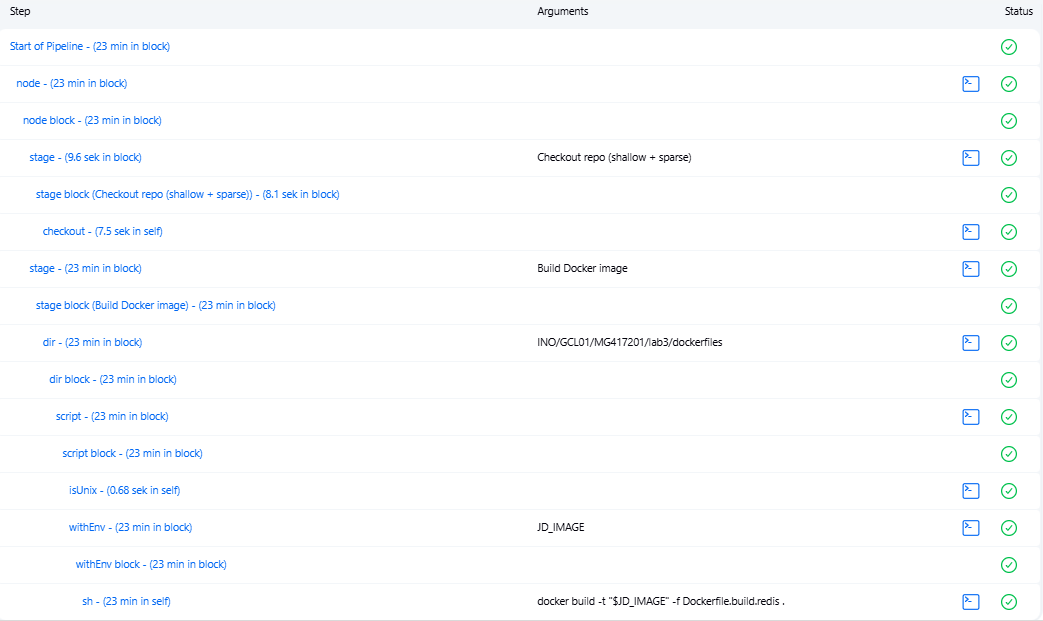 Step Arguments Status
Start of Pipeline - (23 min in block)
node - (23 min in block)
node block - (23 min in block)
stage - (9.6 sek in block) Checkout repo (shallow + sparse)
stage block (Checkout repo (shallow + sparse)) - (8.1 sek in block)
checkout - (7.5 sek in self)
stage - (23 min in block) Build Docker image
stage block (Build Docker image) - (23 min in block)
dir - (23 min in block) INO/GCL01/MG417201/lab3/dockerfiles
dir block - (23 min in block)
script - (23 min in block)
script block - (23 min in block)
isUnix - (0.68 sek in self)
withEnv - (23 min in block) JD_IMAGE
withEnv block - (23 min in block)
sh - (23 min in self) docker build -t "$JD_IMAGE" -f Dockerfile.build.redis .